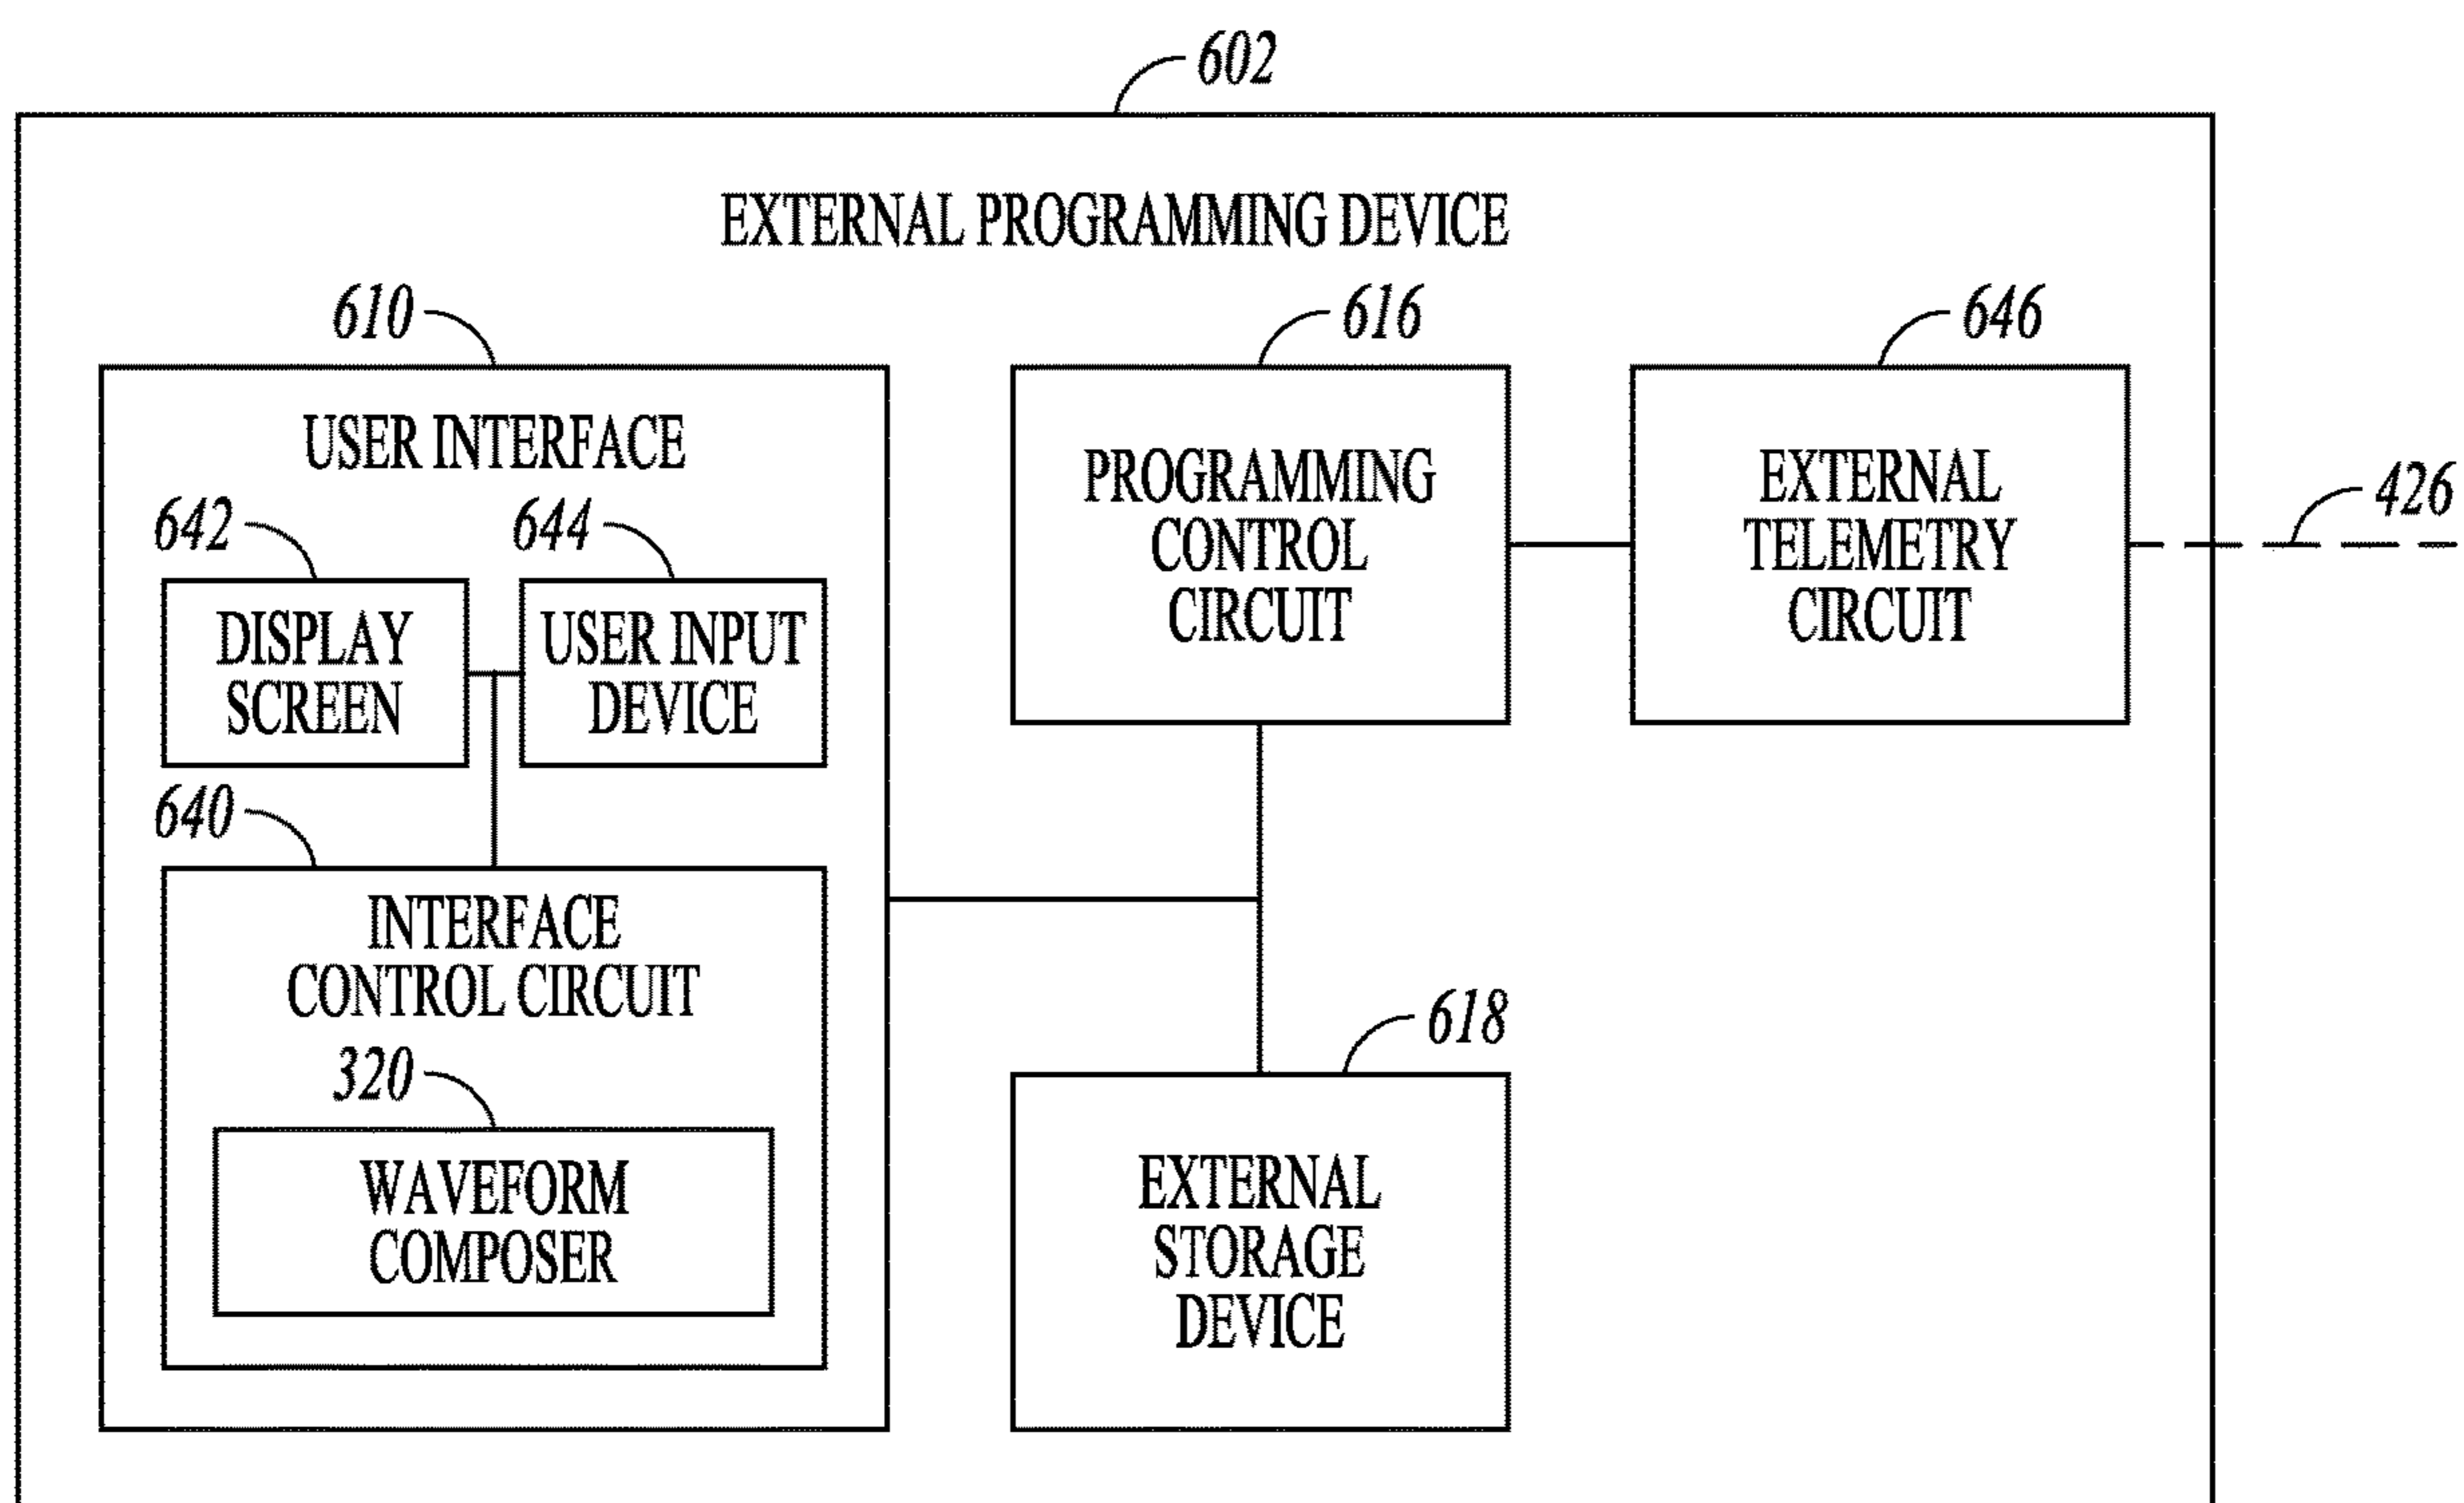 602
EXTERNAL PROGRAMMING DEVICE
610
USER INTERFACE
642
644
DISPLAY
SCREEN
USER INPUT
DEVICE
640
INTERFACE
CONTROL CIRCUIT
320
WAVEFORM
COMPOSER
616
PROGRAMMING
CONTROL
CIRCUIT
646
EXTERNAL
TELEMETRY
CIRCUIT
426
618
EXTERNAL
STORAGE
DEVICE